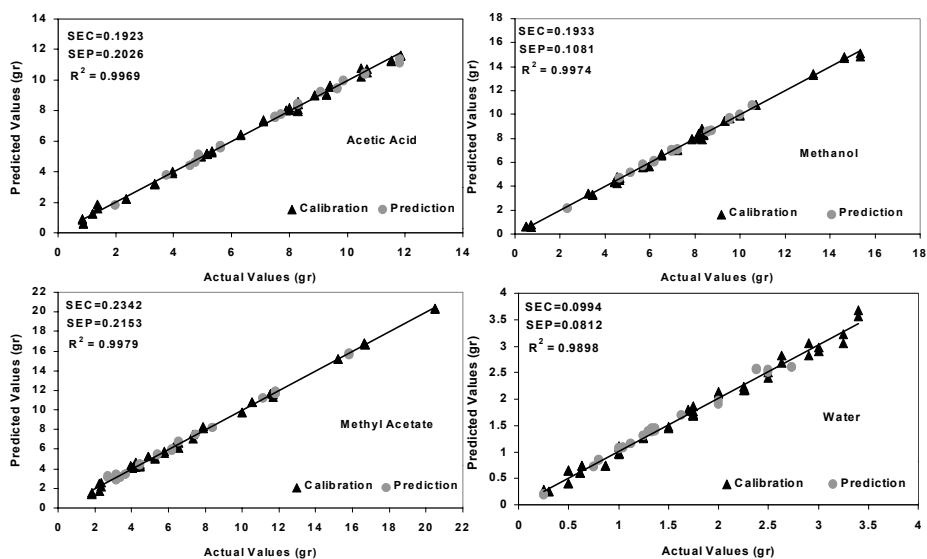 14
12
10
8
6
4
2
0
Predicted Values (gr)
SEC=0.1923
SEP=0.2026
R² = 0.9969
Acetic Acid
Calibration Prediction
0 2 4 6 8 10 12 14
Actual Values (gr)
18
16
14
12
10
8
6
4
2
0
Predicted Values (gr)
SEC=0.1933
SEP=0.1081
R² = 0.9974
Methanol
Calibration Prediction
0 2 4 6 8 10 12 14 16 18
Actual Values (gr)
22
20
18
16
14
12
10
8
6
4
2
0
Predicted Values (gr)
SEC=0.2342
SEP=0.2153
R² = 0.9979
Methyl Acetate
Calibration Prediction
0 2 4 6 8 10 12 14 16 18 20 22
Actual Values (gr)
4
3.5
3
2.5
2
1.5
1
0.5
0
Predicted Values (gr)
SEC=0.0994
SEP=0.0812
R² = 0.9898
Water
Calibration Prediction
0 0.5 1 1.5 2 2.5 3 3.5 4
Actual Values (gr)